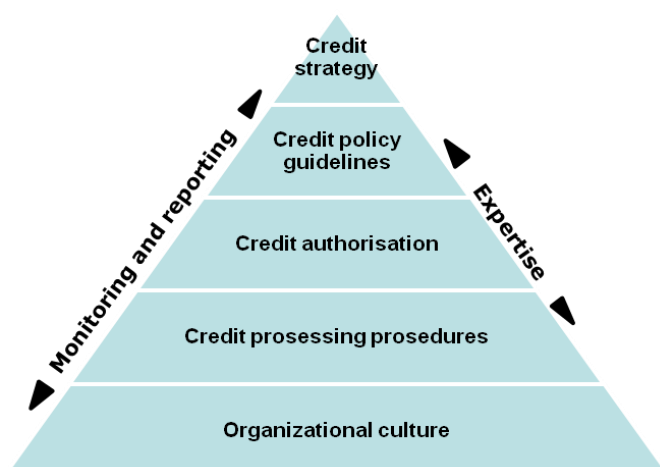 Credit
strategy
Credit policy
guidelines
Monitoring and reporting
Expertise
Credit authorisation
Credit prosessing prosedures
Organizational culture